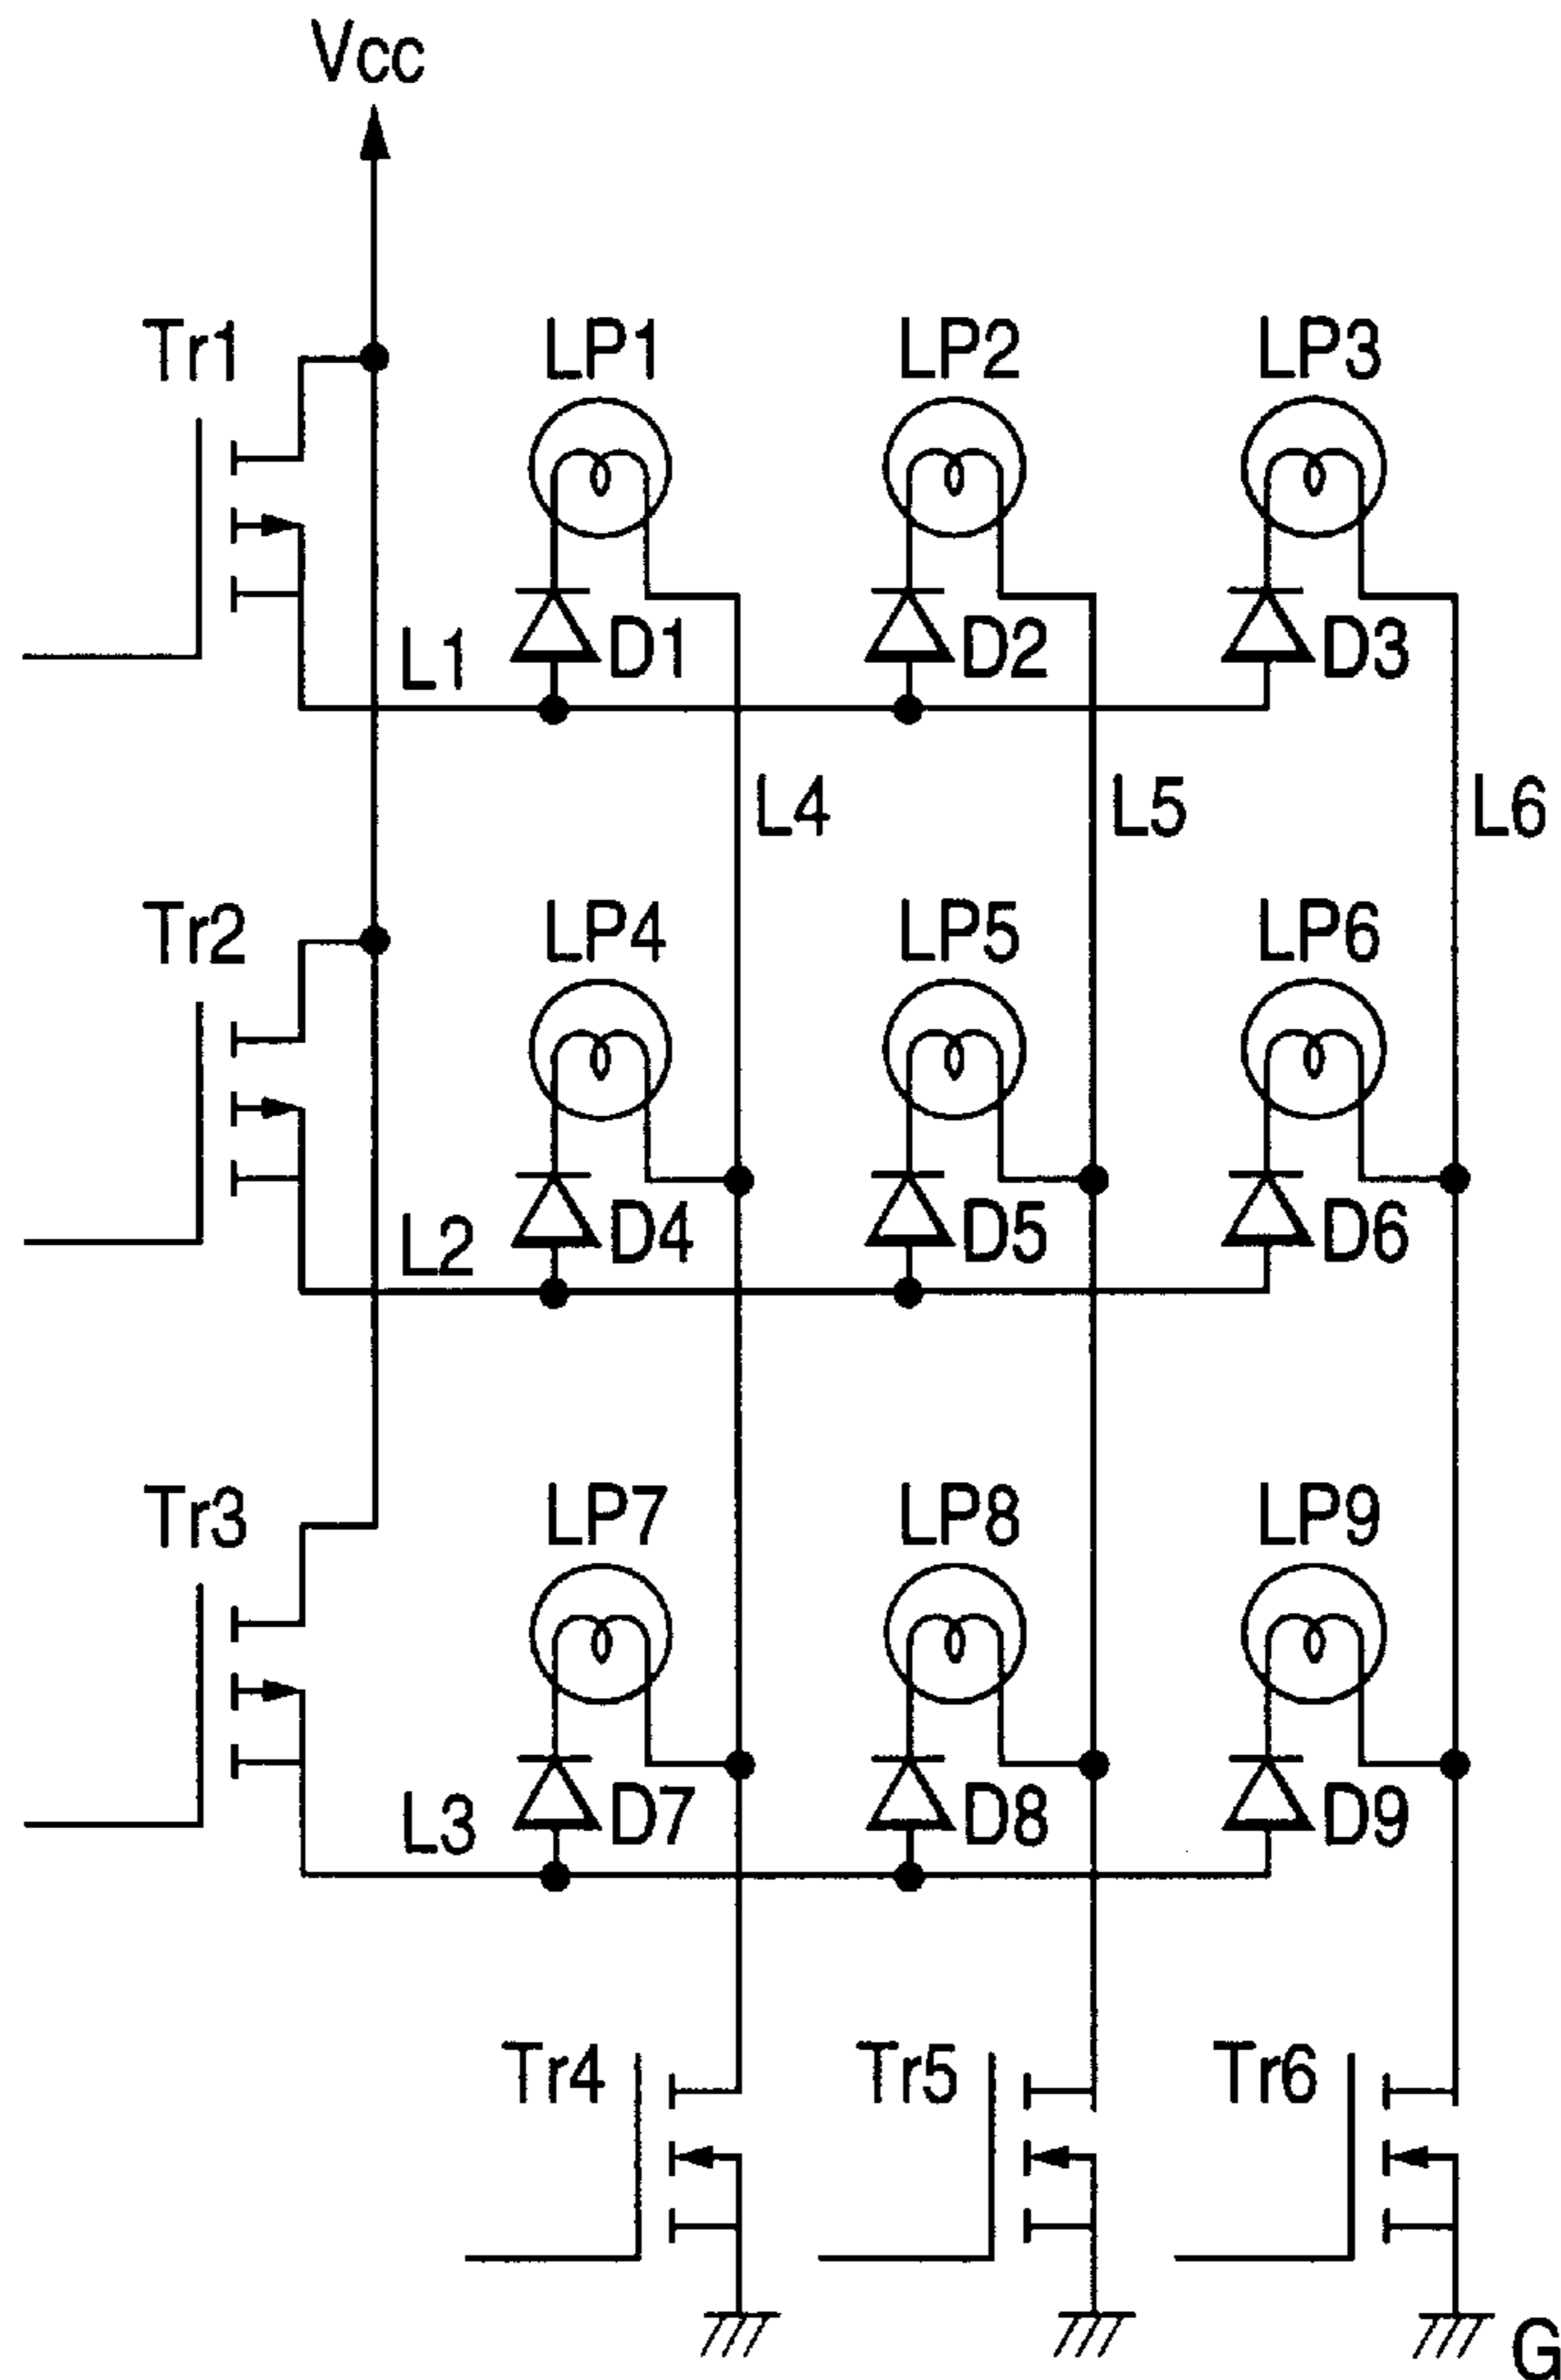 Vcc
Tr1 LP1 LP2 LP3
L1 D1 D2 D3
L4 L5 L6
Tr2 LP4 LP5 LP6
L2 D4 D5 D6
Tr3 LP7 LP8 LP9
L3 D7 D8 D9
Tr4 Tr5 Tr6
G